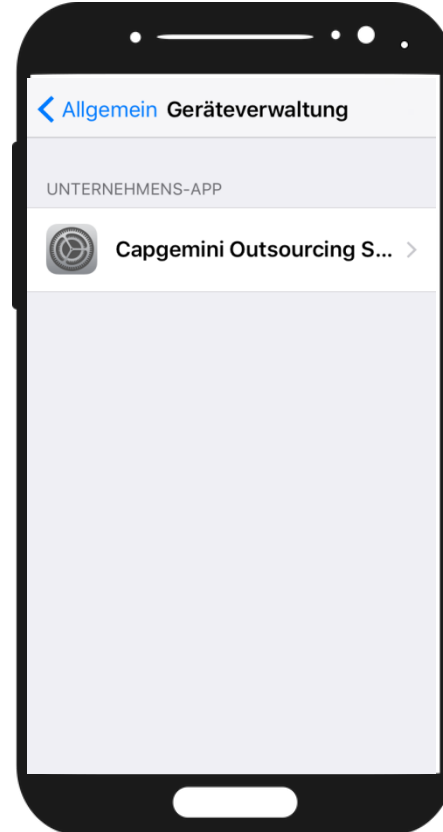 Allgemein Geräteverwaltung
UNTERNEHMENS-APP
Capgemini Outsourcing S...